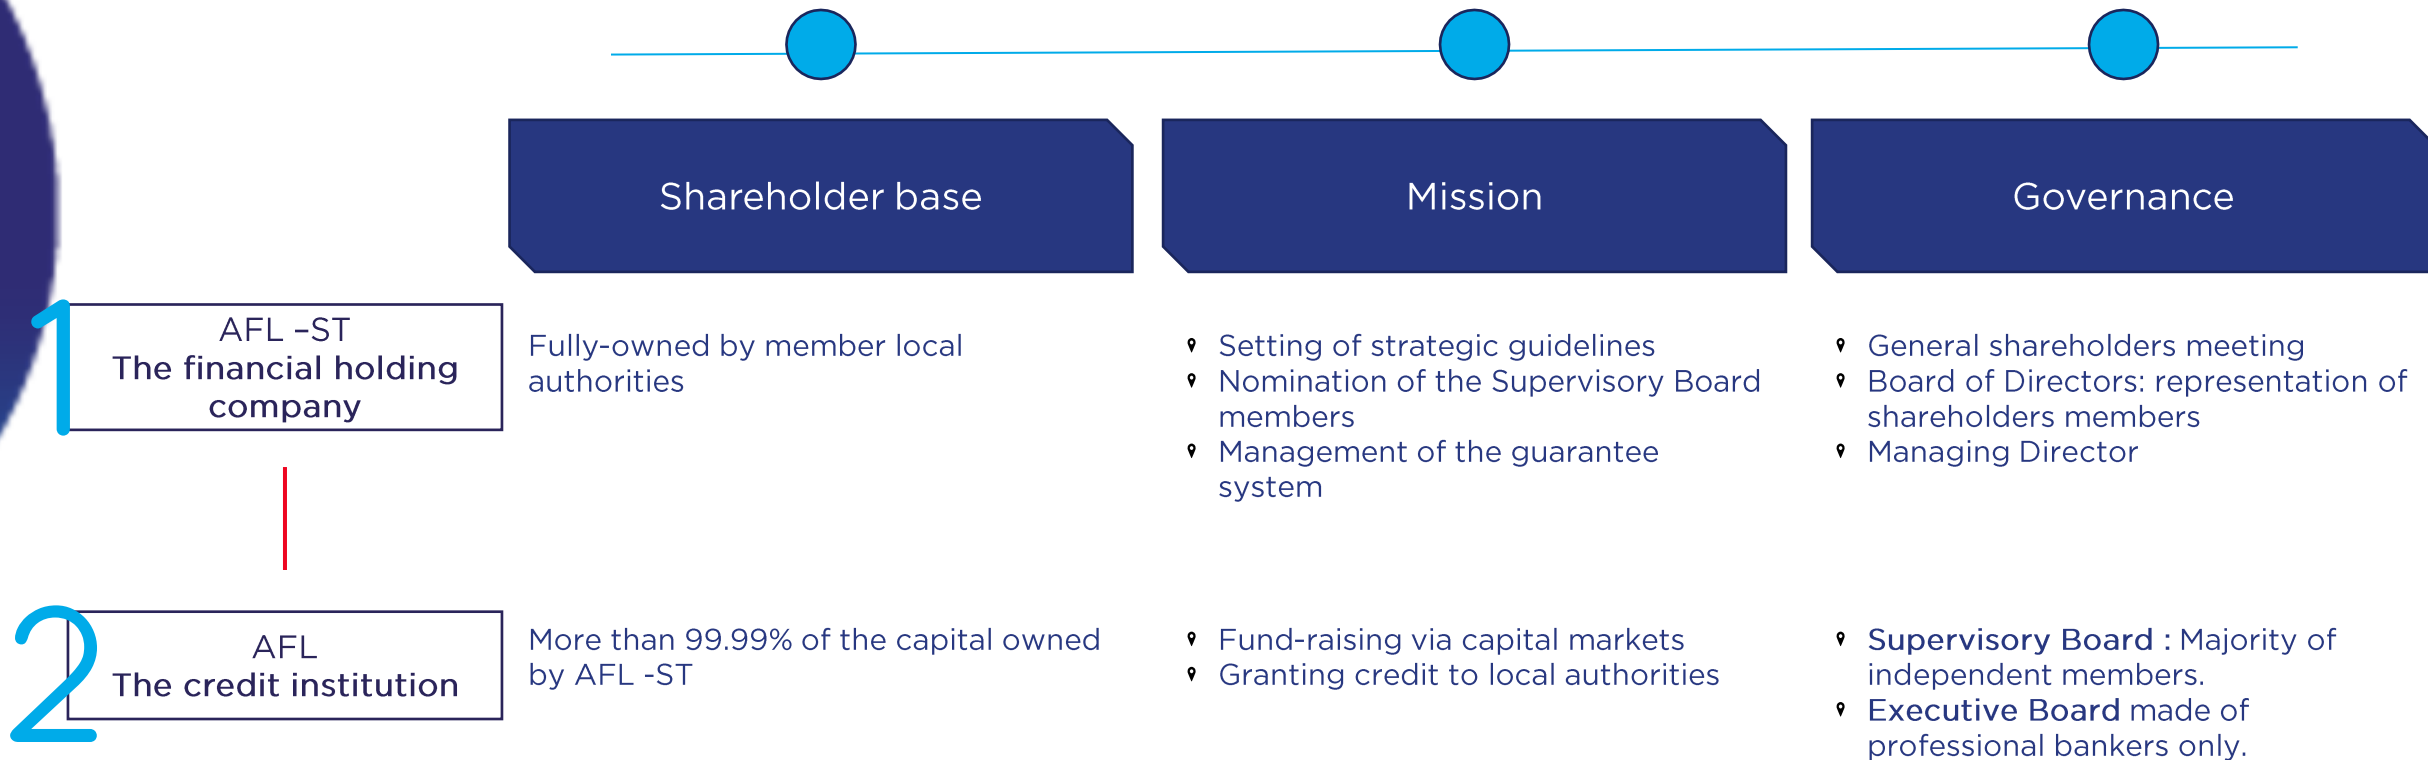 Shareholder base
Mission
Governance
1
AFL –ST
The financial holding
company
Fully-owned by member local
authorities
Setting of strategic guidelines
Nomination of the Supervisory Board
members
Management of the guarantee
system
General shareholders meeting
Board of Directors: representation of
shareholders members
Managing Director
2
AFL
The credit institution
More than 99.99% of the capital owned
by AFL -ST
Fund-raising via capital markets
Granting credit to local authorities
Supervisory Board : Majority of
independent members.
Executive Board made of
professional bankers only.